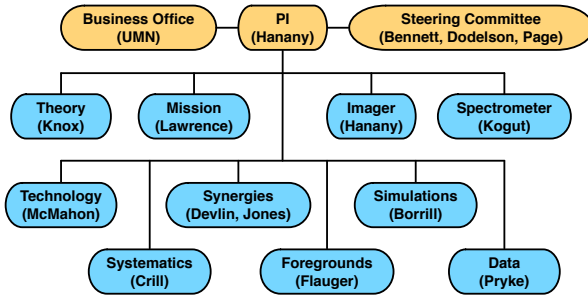 Business Office
(UMN)
PI
(Hanany)
Steering Committee
(Bennett, Dodelson, Page)
Theory
(Knox)
Mission
(Lawrence)
Imager
(Hanany)
Spectrometer
(Kogut)
Technology
(McMahon)
Synergies
(Devlin, Jones)
Simulations
(Borrill)
Systematics
(Crill)
Foregrounds
(Flauger)
Data
(Pryke)